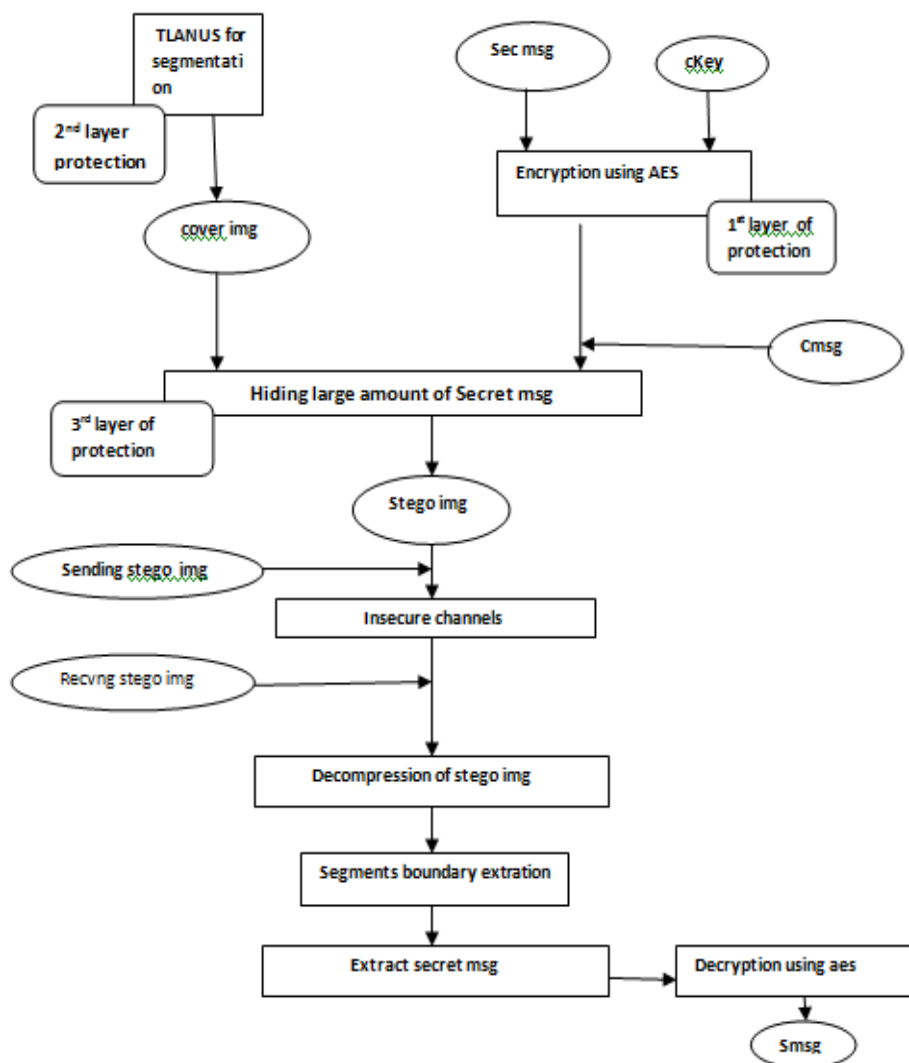 TLANUS for
segmentati
on
Sec msg
cKey
2nd layer
protection
Encryption using AES
1st layer of
protection
cover img
Cmsg
Hiding large amount of Secret msg
3rd layer of
protection
Stego img
Sending stego img
Insecure channels
Recvng stego img
Decompression of stego img
Segments boundary extration
Extract secret msg
Decryption using aes
Smsg